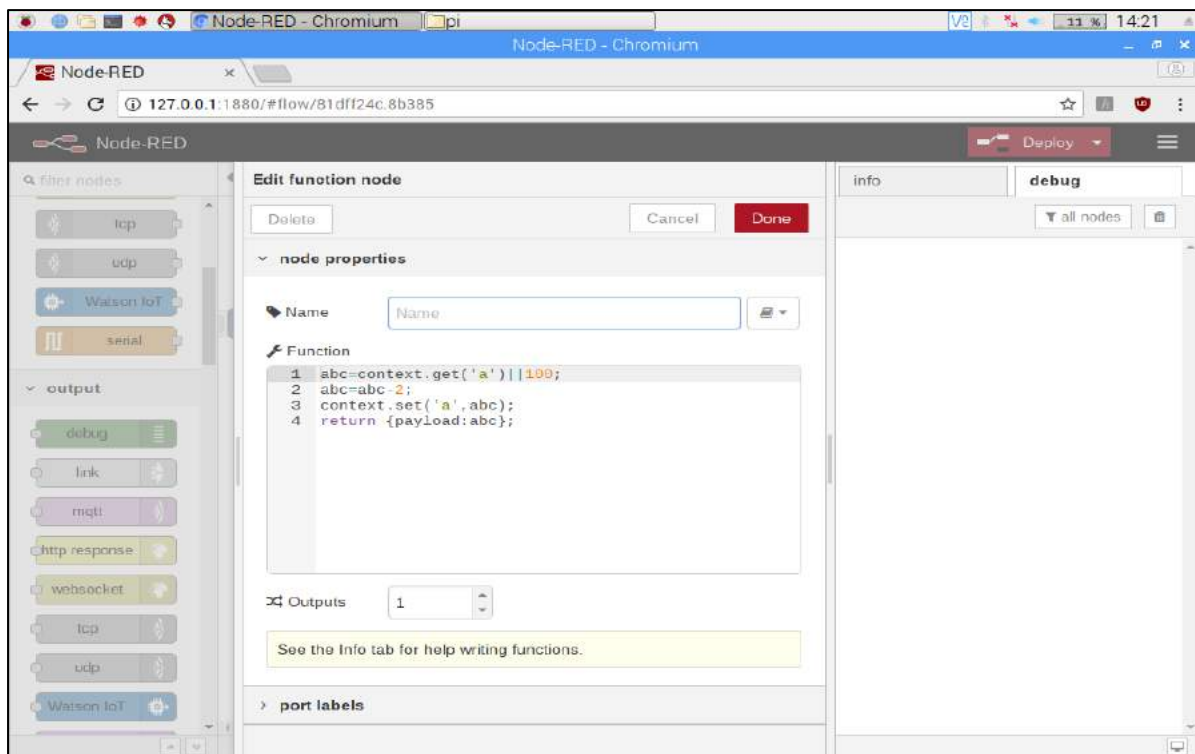 Node-RED - Chromium
pi
11 %
14:21
Node-RED - Chromium
Node-RED
127.0.0.1:1880/#flow/81dff24c.8b385
Node-RED
Deploy
filter nodes
tcp
udp
Watson IoT
serial
output
debug
link
mqtt
http response
websocket
tcp
udp
Watson IoT
Edit function node
Delete
Cancel
Done
node properties
Name
Name
Function
1 abc=context.get('a')||100;
2 abc=abc-2;
3 context.set('a',abc);
4 return {payload:abc};
Outputs
1
See the Info tab for help writing functions.
port labels
info
debug
all nodes